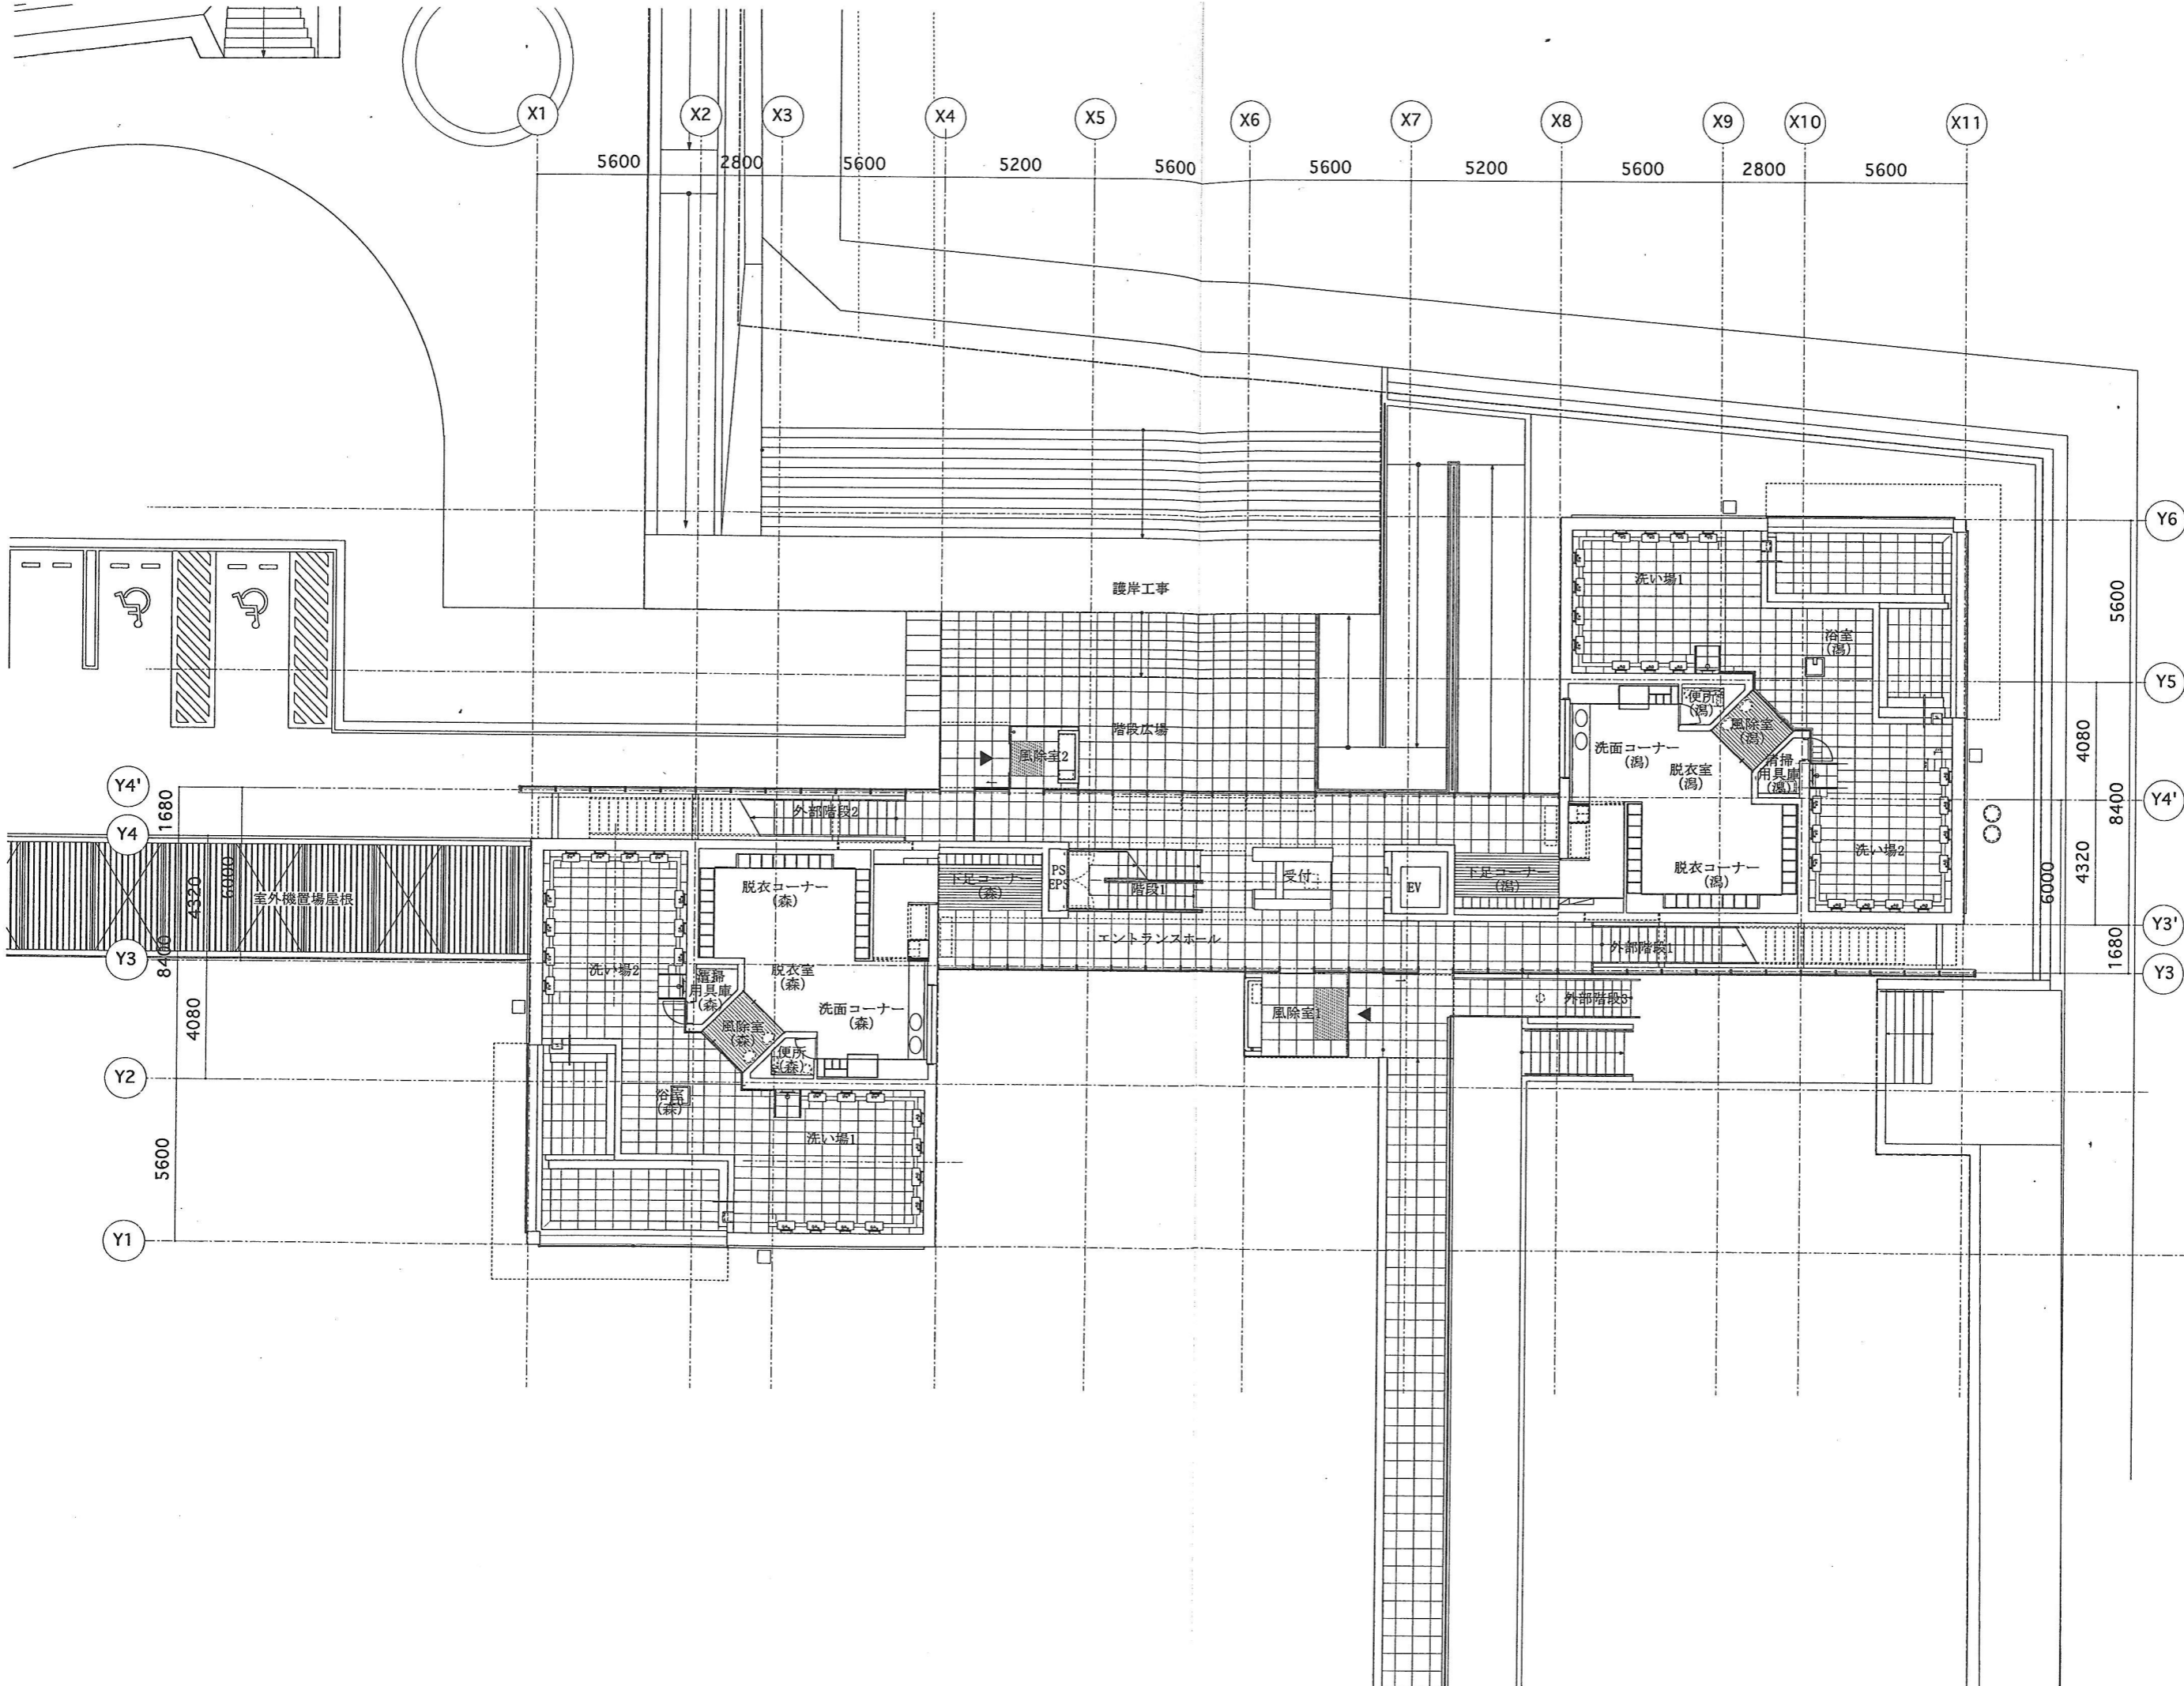 X1
X2
X3
X4
X5
X6
X7
X8
X9
X10
X11
5600
2800
5600
5200
5600
5600
5200
5600
2800
5600
Y6
5600
護岸工事
洗い場1
浴室
(潟)
Y5
便所
(潟)
風除室
(潟)
洗面コーナー
(潟)
脱衣室
(潟)
清掃
用具庫
(潟)
4080
階段広場
風除室2
Y4'
Y4'
1680
外部階段2
8400
Y4
洗い場2
4320
6000
脱衣コーナー
(潟)
室外機置場屋根
4320
6000
脱衣コーナー
(森)
下足コーナー
(森)
PS
EPS
階段1
受付
EV
下足コーナー
(潟)
Y3'
エントランスホール
外部階段1
1680
Y3
Y3
8400
洗い場2
清掃
用具庫
(森)
脱衣室
(森)
洗面コーナー
(森)
風除室
(森)
便所
(森)
風除室1
外部階段3
4080
Y2
浴室
(森)
洗い場1
5600
Y1